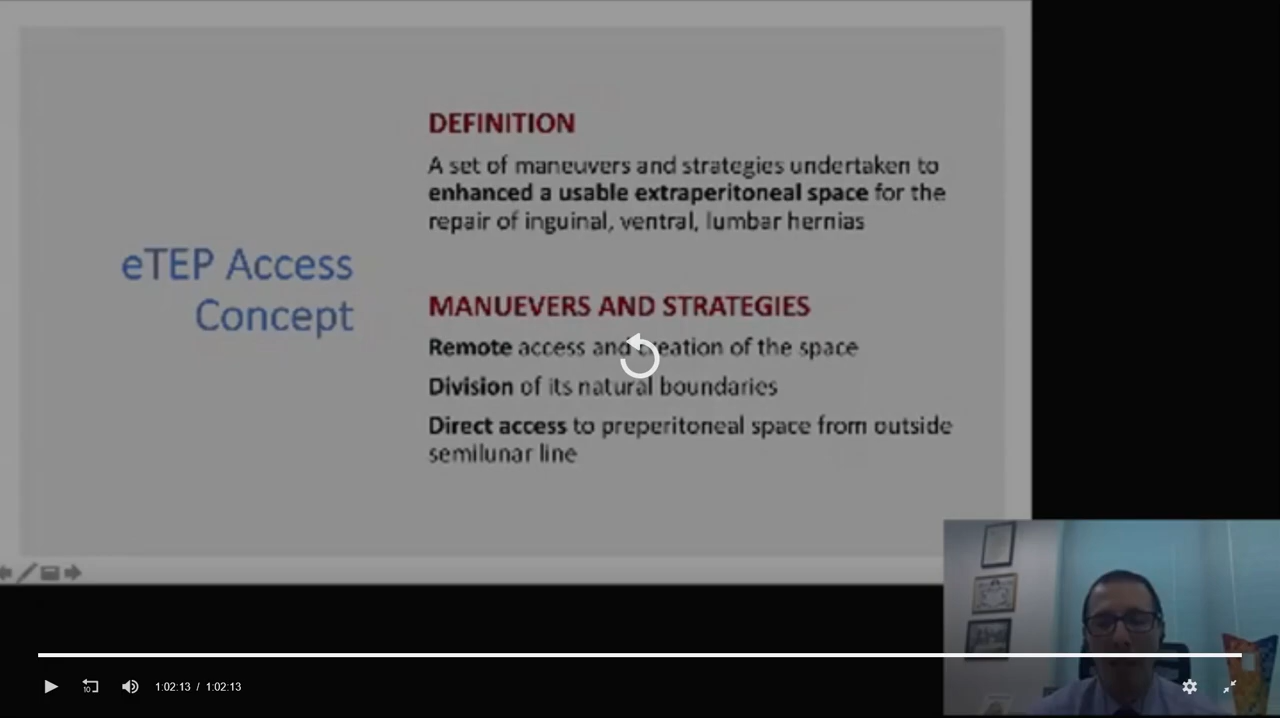 DEFINITION
A set of maneuvers and strategies undertaken to
enhanced a usable extraperitoneal space for the
repair of inguinal, ventral, lumbar hernias
eTEP Access
Concept
MANUEVERS AND STRATEGIES
Remote access and creation of the space
Division of its natural boundaries
Direct access to preperitoneal space from outside
semilunar line
10
1:02:13 / 1:02:13